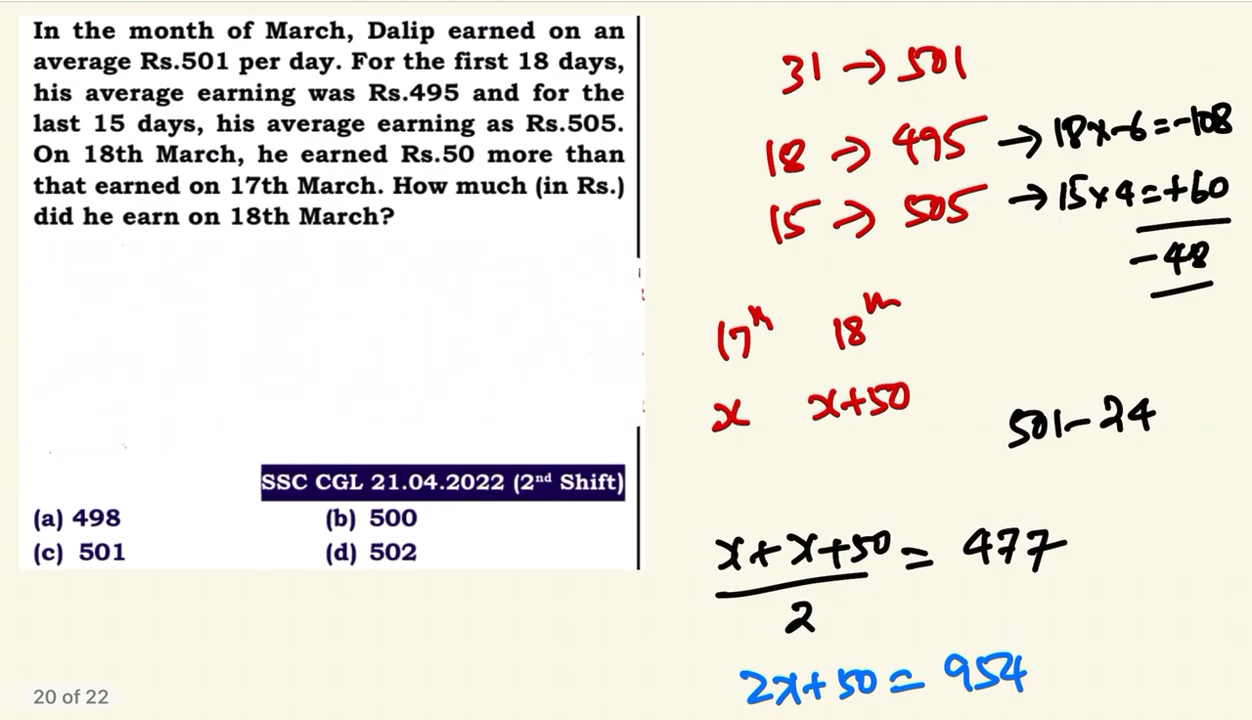 In the month of March, Dalip earned on an
average Rs.501 per day. For the first 18 days,
his average earning was Rs.495 and for the
last 15 days, his average earning as Rs.505.
On 18th March, he earned Rs.50 more than
that earned on 17th March. How much (in Rs.)
did he earn on 18th March?
SSC CGL 21.04.2022 (2nd Shift)
(a) 498 (b) 500
(c) 501 (d) 502
20 of 22
31 → 501
18 → 495 → 18x-6=-108
15 → 505 → 15x4=+60
-48
17th 18th
x x+50
501-24
x+x+50 = 477
2
2x+50 = 954